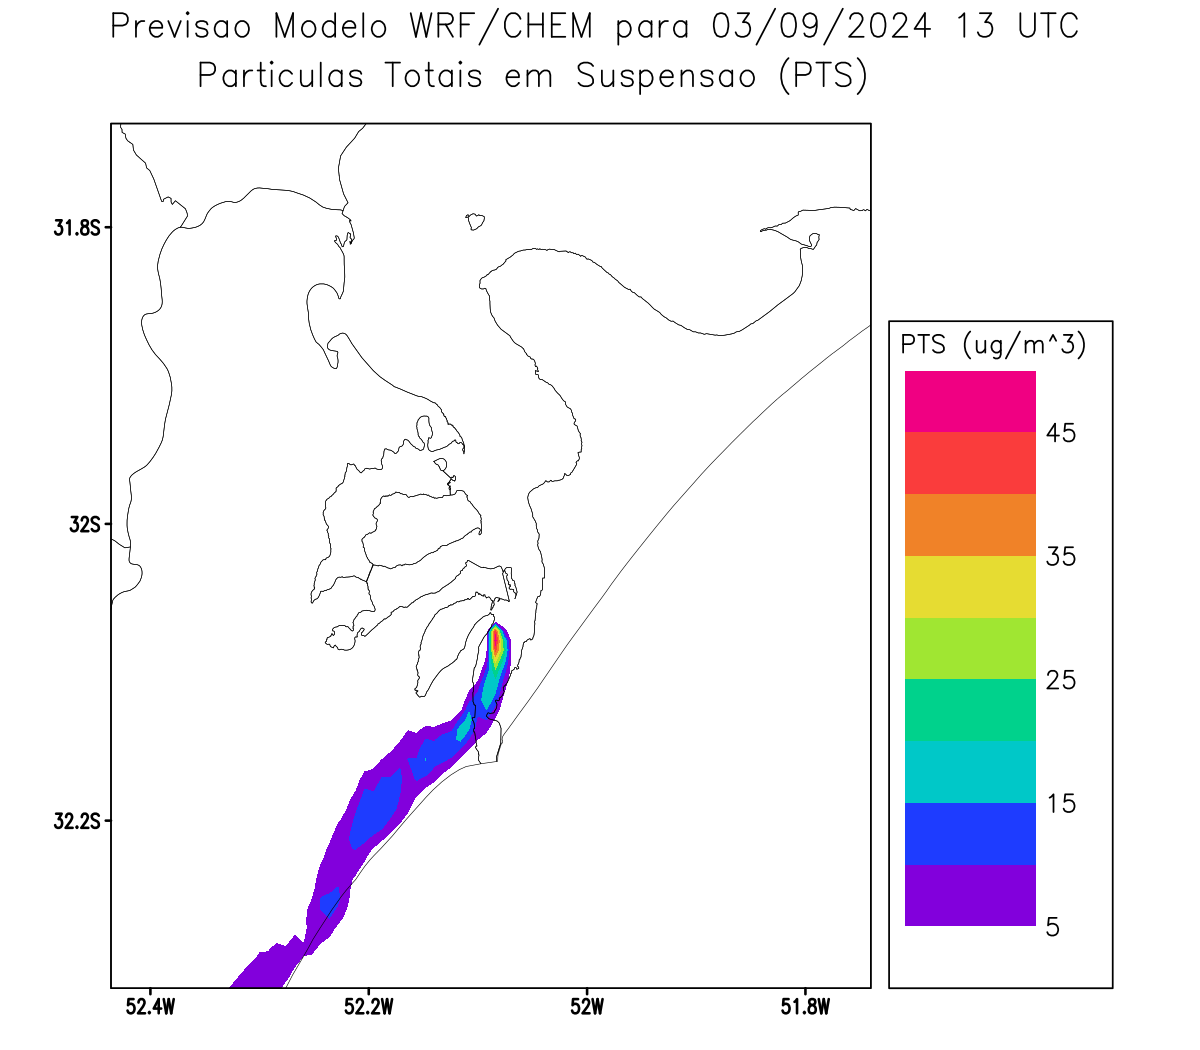 Previsao Modelo WRF/CHEM para 03/09/2024 13 UTC
Particulas Totais em Suspensao (PTS)
31.8S
32S
32.2S
52.4W 52.2W 52W 51.8W
PTS (ug/m^3)
45
35
25
15
5